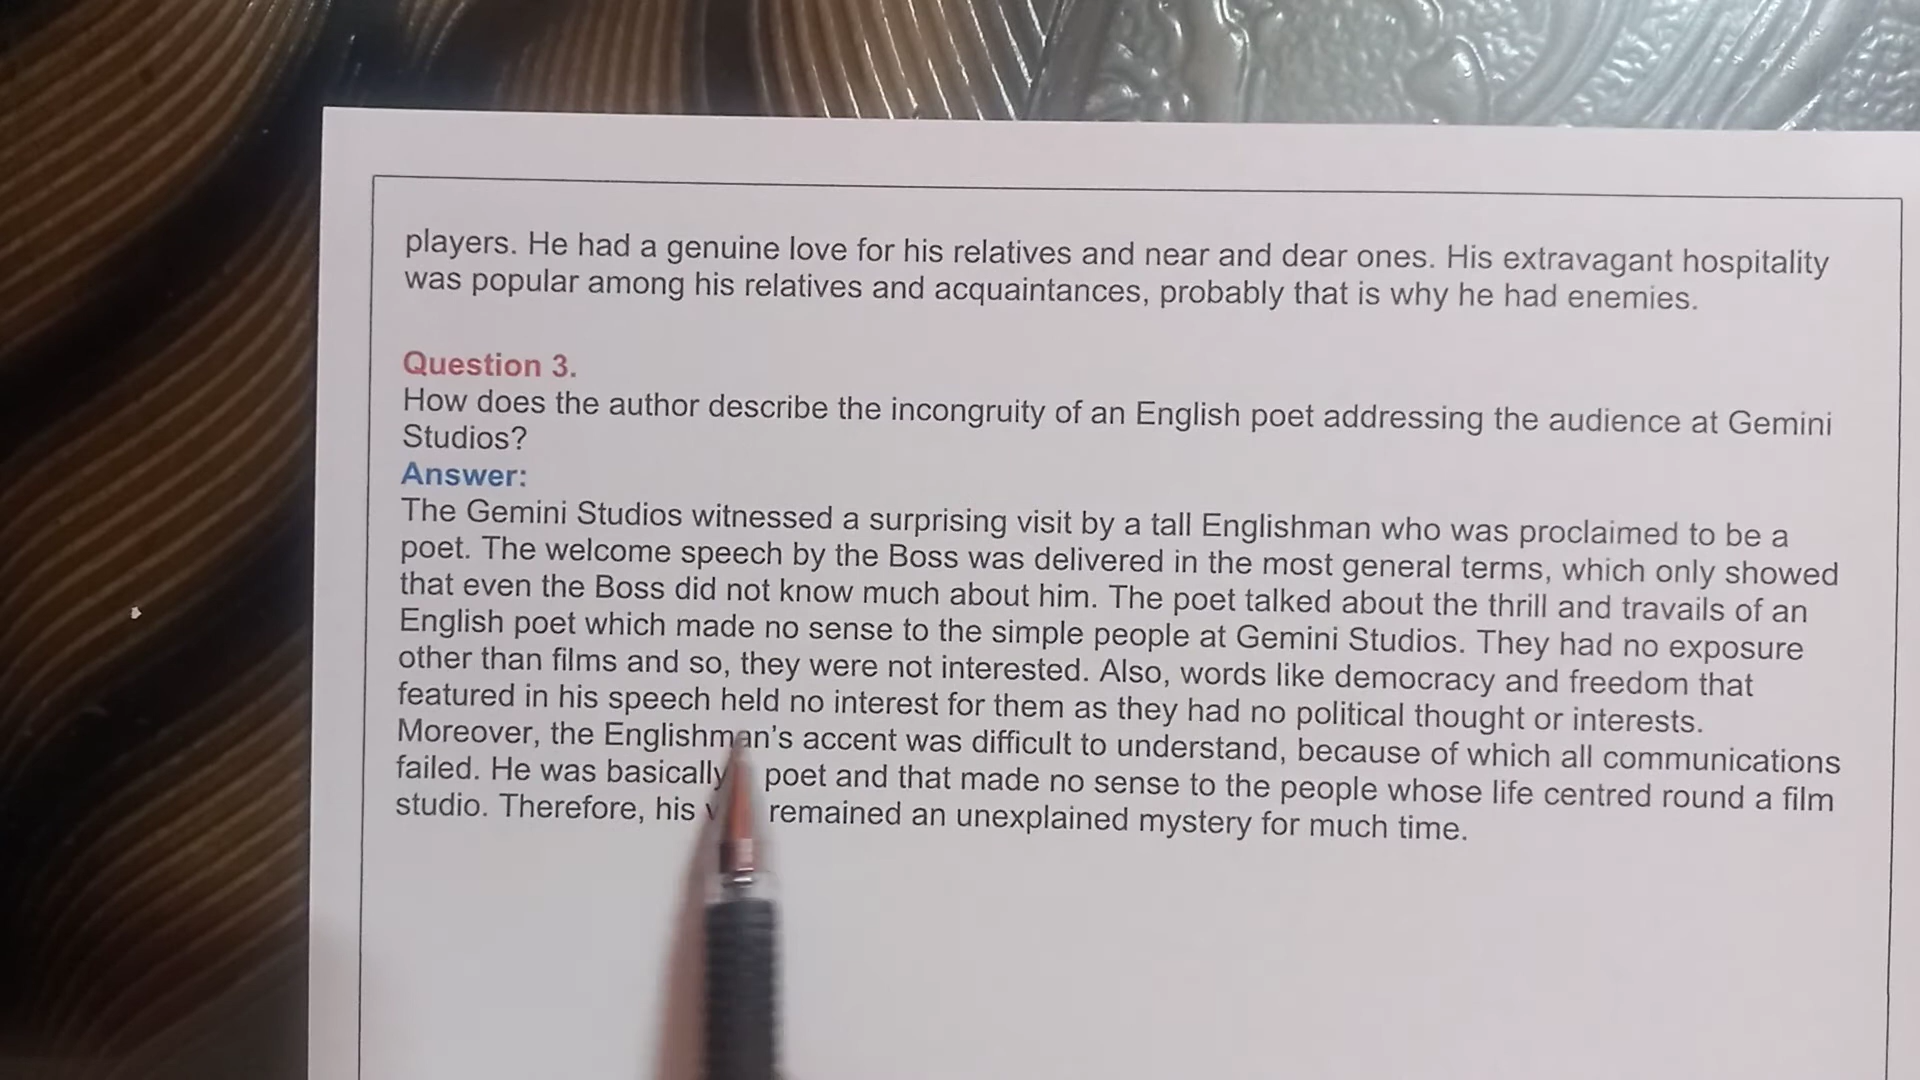 players. He had a genuine love for his relatives and near and dear ones. His extravagant hospitality
was popular among his relatives and acquaintances, probably that is why he had enemies.
Question 3.
How does the author describe the incongruity of an English poet addressing the audience at Gemini
Studios?
Answer:
The Gemini Studios witnessed a surprising visit by a tall Englishman who was proclaimed to be a
poet. The welcome speech by the Boss was delivered in the most general terms, which only showed
that even the Boss did not know much about him. The poet talked about the thrill and travails of an
English poet which made no sense to the simple people at Gemini Studios. They had no exposure
other than films and so, they were not interested. Also, words like democracy and freedom that
featured in his speech held no interest for them as they had no political thought or interests.
Moreover, the Englishman's accent was difficult to understand, because of which all communications
failed. He was basically poet and that made no sense to the people whose life centred round a film
studio. Therefore, his remained an unexplained mystery for much time.